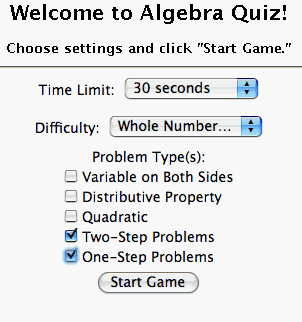 Welcome to Algebra Quiz!
Choose settings and click "Start Game."
Time Limit: 30 seconds
Difficulty: Whole Number...
Problem Type(s):
Variable on Both Sides
Distributive Property
Quadratic
Two-Step Problems
One-Step Problems
Start Game